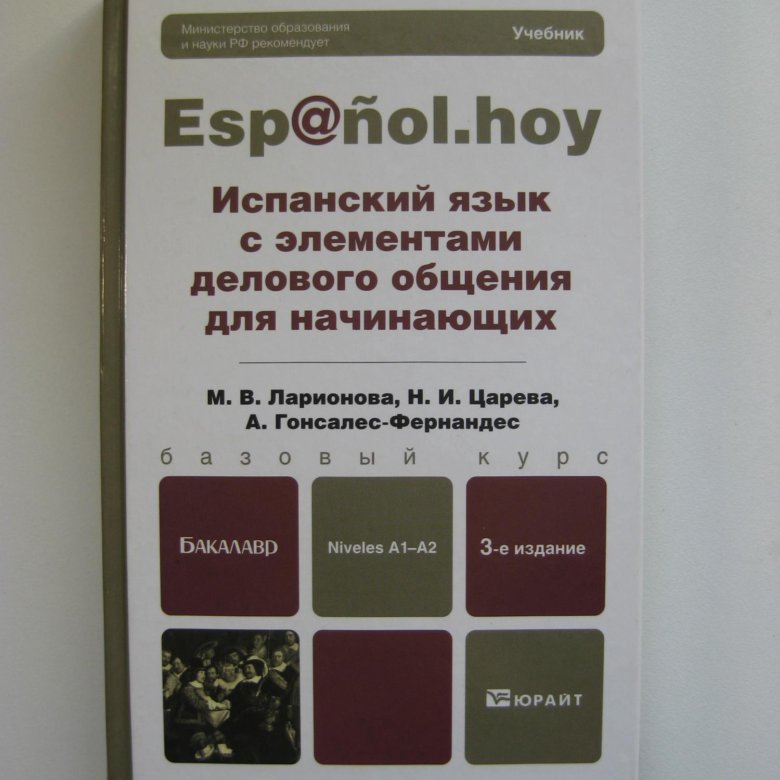 Министерство образования
и науки РФ рекомендует
Учебник
Esp@ñol.hoy
Испанский язык
с элементами
делового общения
для начинающих
М. В. Ларионова, Н. И. Царева,
А. Гонсалес-Фернандес
базовый курс
БАКАЛАВР
Niveles A1–A2
3-е издание
ЮРАЙТ